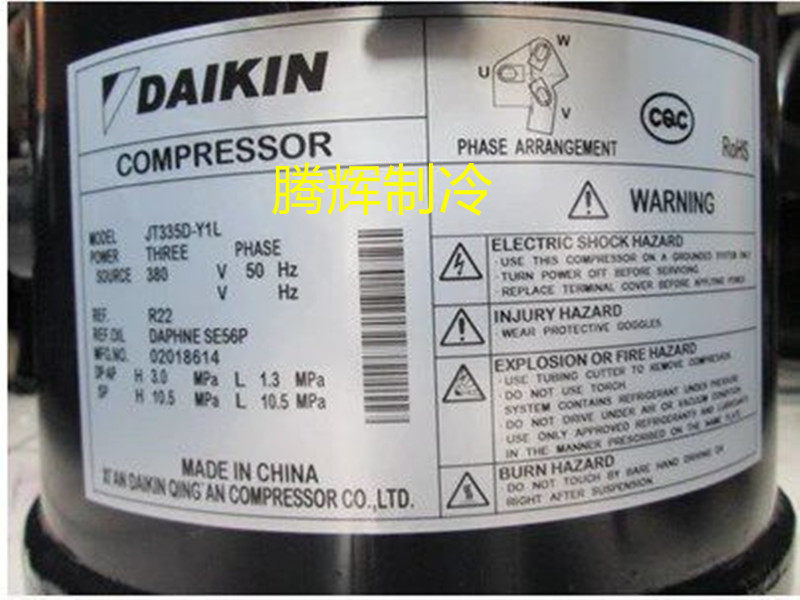 DAIKIN
COMPRESSOR
腾辉制冷
MODEL JT335D-Y1L
POWER THREE PHASE
SOURCE 380 V 50 Hz
V Hz
REF. R22
REF.OIL DAPHNE SE56P
MFG.NO. 02018614
DP-AP H 3.0 MPa L 1.3 MPa
SP H 10.5 MPa L 10.5 MPa
MADE IN CHINA
XI'AN DAIKIN QING'AN COMPRESSOR CO.,LTD.
W
U
V
PHASE ARRANGEMENT
CQC
RoHS
WARNING
ELECTRIC SHOCK HAZARD
· USE THIS COMPRESSOR ON A GROUNDED SYSTEM ONLY
· TURN POWER OFF BEFORE SERVICING.
· REPLACE TERMINAL COVER BEFORE APPLYING POWER
INJURY HAZARD
· WEAR PROTECTIVE GOGGLES.
EXPLOSION OR FIRE HAZARD
· USE TUBING CUTTER TO REMOVE COMPRESSOR
· DO NOT USE TORCH.
SYSTEM CONTAINS REFRIGERANT UNDER PRESSURE
· DO NOT DRIVE UNDER AIR OR VACUUM CONDITION
· USE ONLY APPROVED REFRIGERANTS AND LUBRICANTS
IN THE MANNER PRESCRIBED ON THE NAME PLATE.
BURN HAZARD
· DO NOT TOUCH BY BARE HAND DRIVING OR
RIGHT AFTER SUSPENSION.